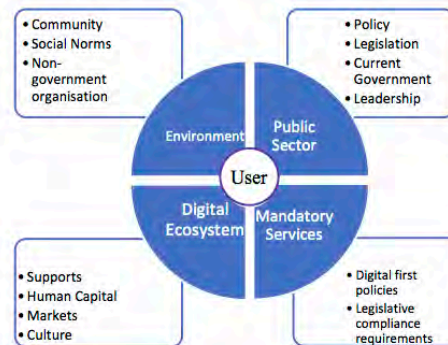 • Community
• Social Norms
• Non-
government
organisation
• Policy
• Legislation
• Current
Government
• Leadership
Environment
Public
Sector
User
Digital
Ecosystem
Mandatory
Services
• Supports
• Human Capital
• Markets
• Culture
• Digital first
policies
• Legislative
compliance
requirements